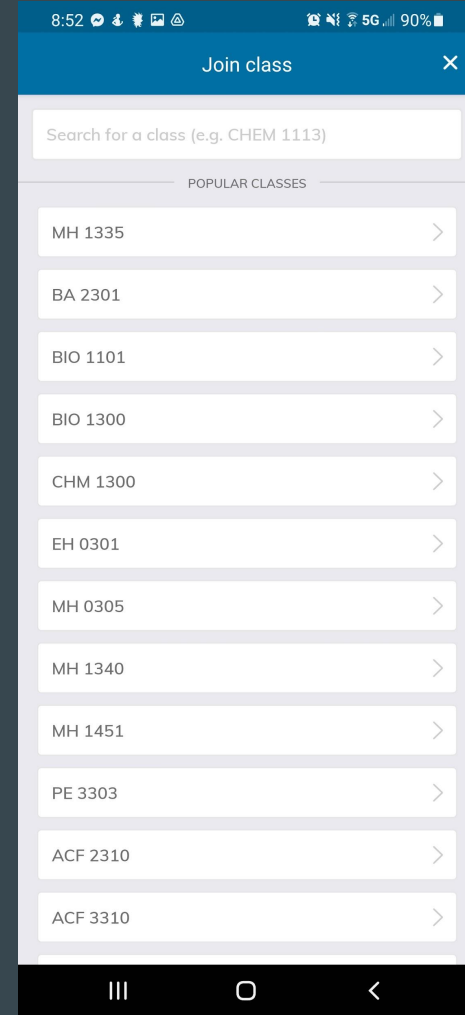 8:52 5G 90%
Join class
Search for a class (e.g. CHEM 1113)
POPULAR CLASSES
MH 1335
BA 2301
BIO 1101
BIO 1300
CHM 1300
EH 0301
MH 0305
MH 1340
MH 1451
PE 3303
ACF 2310
ACF 3310